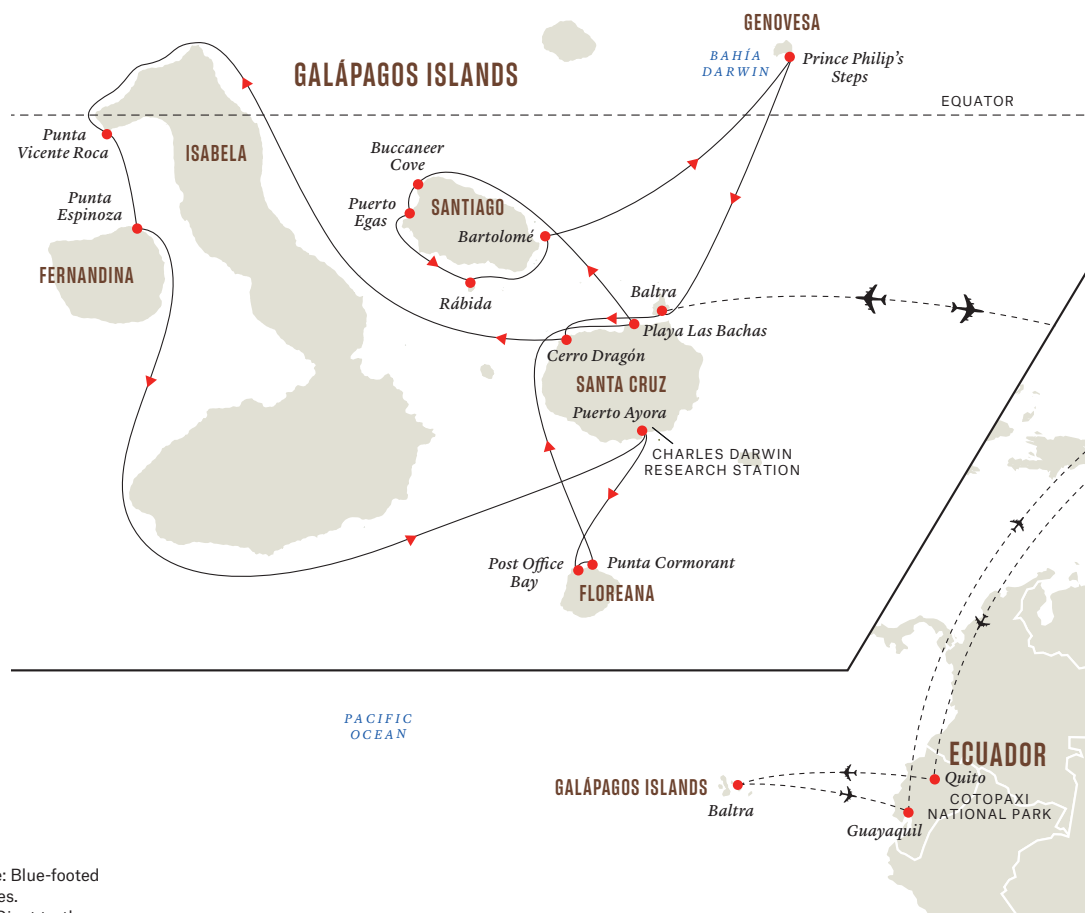 GENOVESA
BAHÍA
DARWIN
Prince Philip's
Steps
GALÁPAGOS ISLANDS
EQUATOR
Punta
Vicente Roca
ISABELA
Buccaneer
Cove
Punta
Espinoza
Puerto
Egas
SANTIAGO
Bartolomé
FERNANDINA
Rábida
Baltra
Playa Las Bachas
Cerro Dragón
SANTA CRUZ
Puerto Ayora
CHARLES DARWIN
RESEARCH STATION
Post Office
Bay
Punta Cormorant
FLOREANA
PACIFIC
OCEAN
ECUADOR
GALÁPAGOS ISLANDS
Baltra
Quito
COTOPAXI
NATIONAL PARK
Guayaquil
: Blue-footed
es.